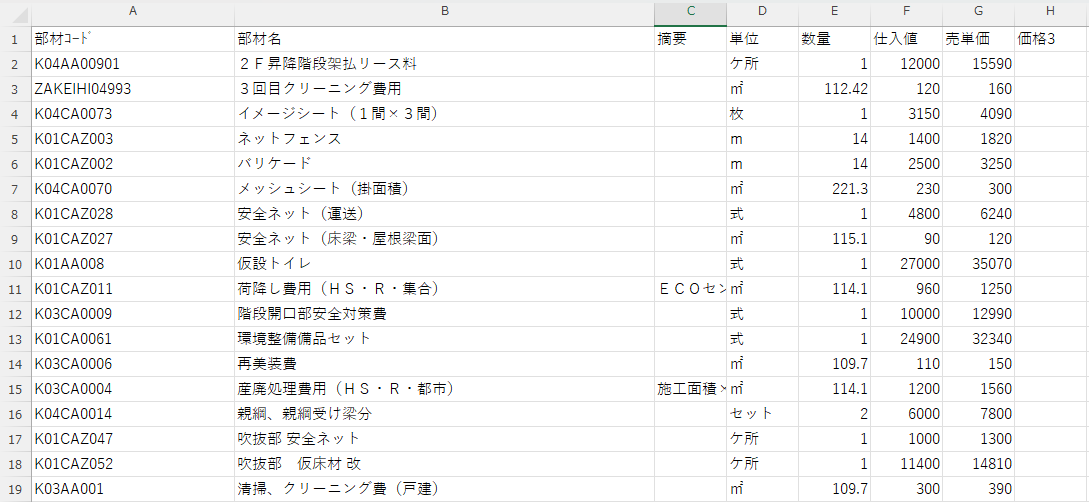 A B C D E F G H
1 部材ｺｰﾄﾞ 部材名 摘要 単位 数量 仕入値 売単価 価格3
2 K04AA00901 ２Ｆ昇降階段架払リース料 ケ所 1 12000 15590
3 ZAKEIHI04993 ３回目クリーニング費用 ㎡ 112.42 120 160
4 K04CA0073 イメージシート（１間×３間） 枚 1 3150 4090
5 K01CAZ003 ネットフェンス m 14 1400 1820
6 K01CAZ002 バリケード m 14 2500 3250
7 K04CA0070 メッシュシート（掛面積） ㎡ 221.3 230 300
8 K01CAZ028 安全ネット（運送） 式 1 4800 6240
9 K01CAZ027 安全ネット（床梁・屋根梁面） ㎡ 115.1 90 120
10 K01AA008 仮設トイレ 式 1 27000 35070
11 K01CAZ011 荷降し費用（ＨＳ・Ｒ・集合） ＥＣＯセン ㎡ 114.1 960 1250
12 K03CA0009 階段開口部安全対策費 式 1 10000 12990
13 K01CA0061 環境整備備品セット 式 1 24900 32340
14 K03CA0006 再美装費 ㎡ 109.7 110 150
15 K03CA0004 産廃処理費用（ＨＳ・Ｒ・都市） 施工面積× ㎡ 114.1 1200 1560
16 K04CA0014 親綱、親綱受け梁分 セット 2 6000 7800
17 K01CAZ047 吹抜部 安全ネット ケ所 1 1000 1300
18 K01CAZ052 吹抜部　仮床材 改 ケ所 1 11400 14810
19 K03AA001 清掃、クリーニング費（戸建） ㎡ 109.7 300 390